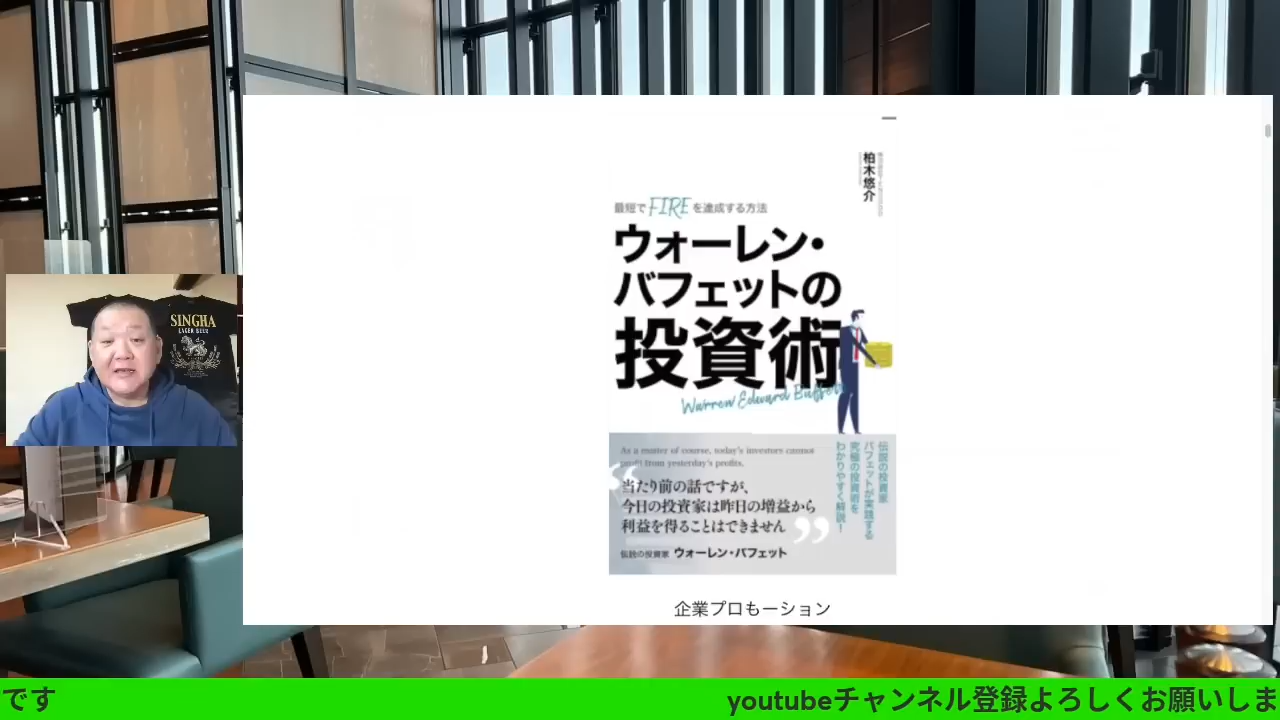 柏木悠介
最短でFIREを達成する方法
ウォーレン・
バフェットの
投資術
Warren Edward Buffett
As a matter of course, today's investors cannot
profit from yesterday's profits.
“
当たり前の話ですが、
今日の投資家は昨日の増益から
利益を得ることはできません
”
伝説の投資家 ウォーレン・バフェット
伝説の投資家
バフェットが実践する
究極の投資術を
わかりやすく解説！
企業プロもーション
SINGHA
LAGER BEER
です
youtubeチャンネル登録よろしくお願いしま